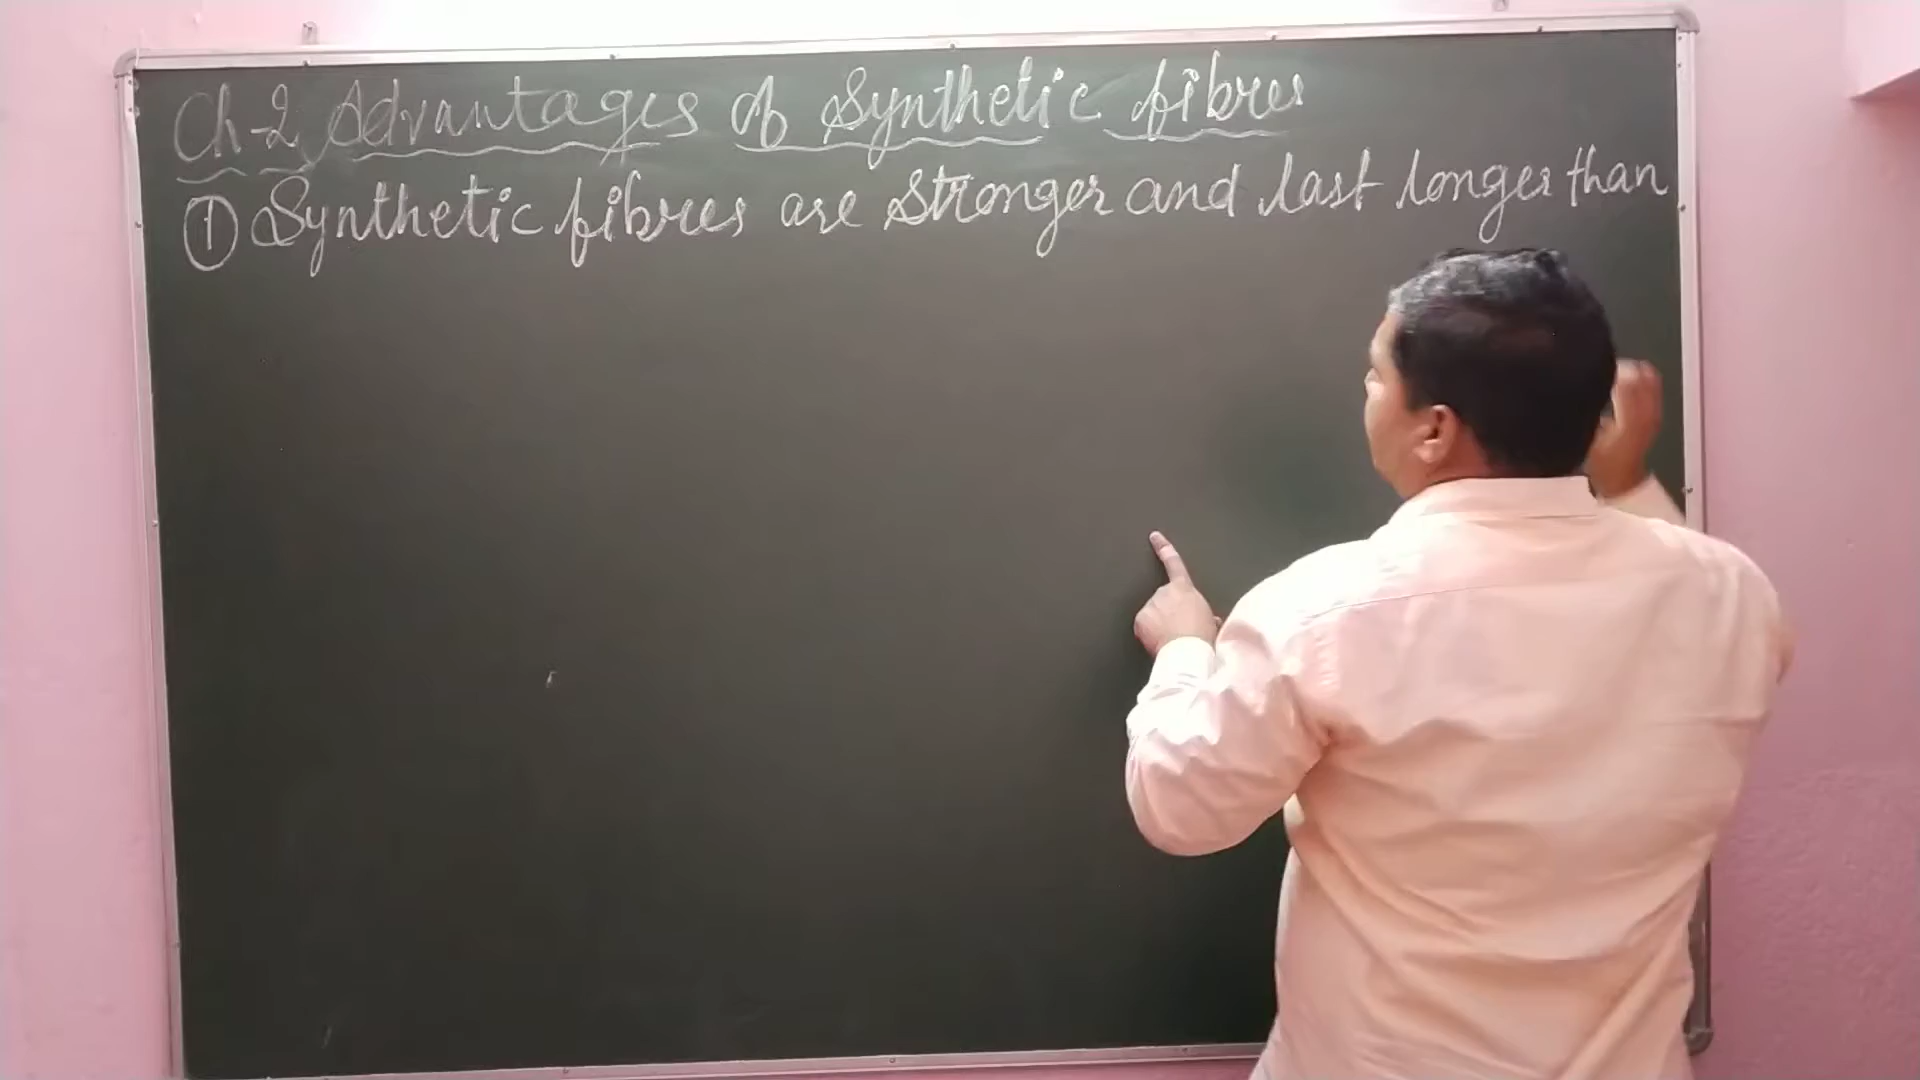 Ch-2, Advantages of Synthetic fibres
① Synthetic fibres are stronger and last longer than